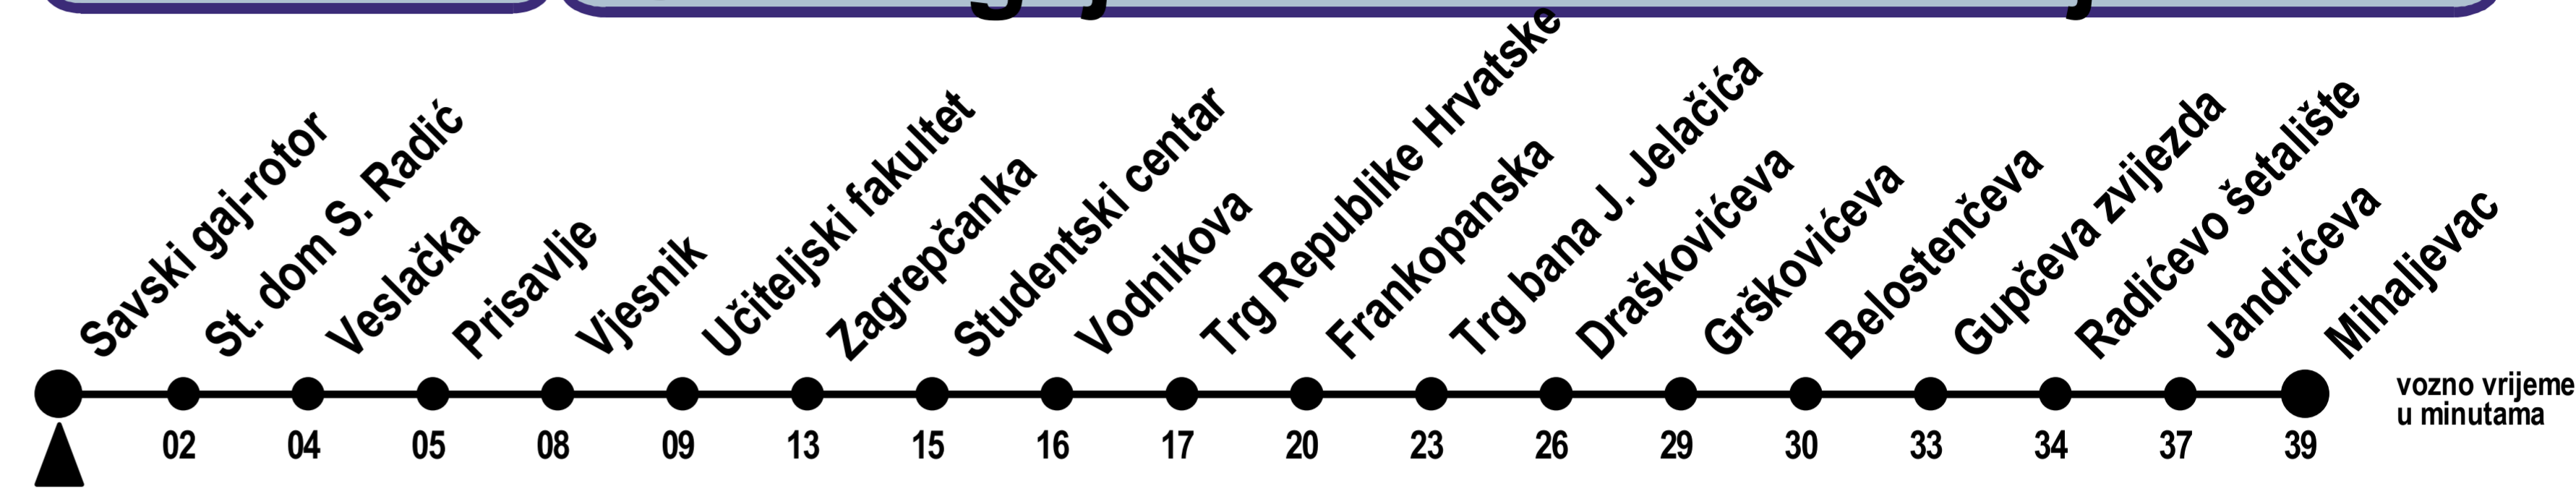 Savski gaj-rotor
St. dom S. Radić
Veslačka
Prisavlje
Vjesnik
Učiteljski fakultet
Zagrepčanka
Studentski centar
Vodnikova
Trg Republike Hrvatske
Frankopanska
Trg bana J. Jelačića
Draškovićeva
Grškovićeva
Belostenčeva
Gupčeva zvijezda
Radićevo šetalište
Jandrićeva
Mihaljevac
02 04 05 08 09 13 15 16 17 20 23 26 29 30 33 34 37 39
vozno vrijeme
u minutama